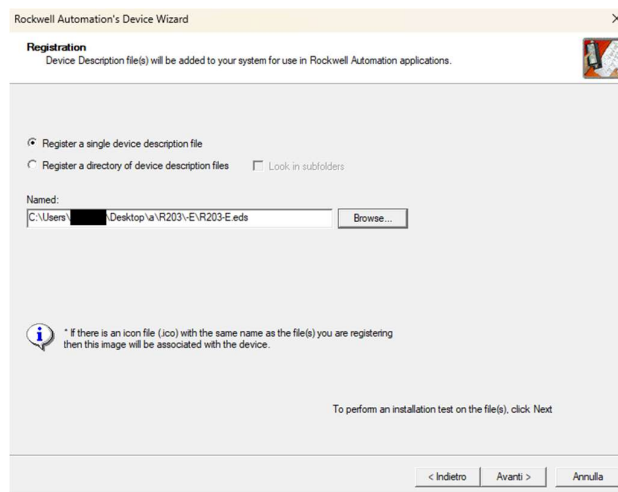 Rockwell Automation's Device Wizard
Registration
Device Description file(s) will be added to your system for use in Rockwell Automation applications.
Register a single device description file
Register a directory of device description files Look in subfolders
Named:
C:\Users\ \Desktop\a\R203\-E\R203-E.eds Browse...
* If there is an icon file (.ico) with the same name as the file(s) you are registering
then this image will be associated with the device.
To perform an installation test on the file(s), click Next
< Indietro Avanti > Annulla